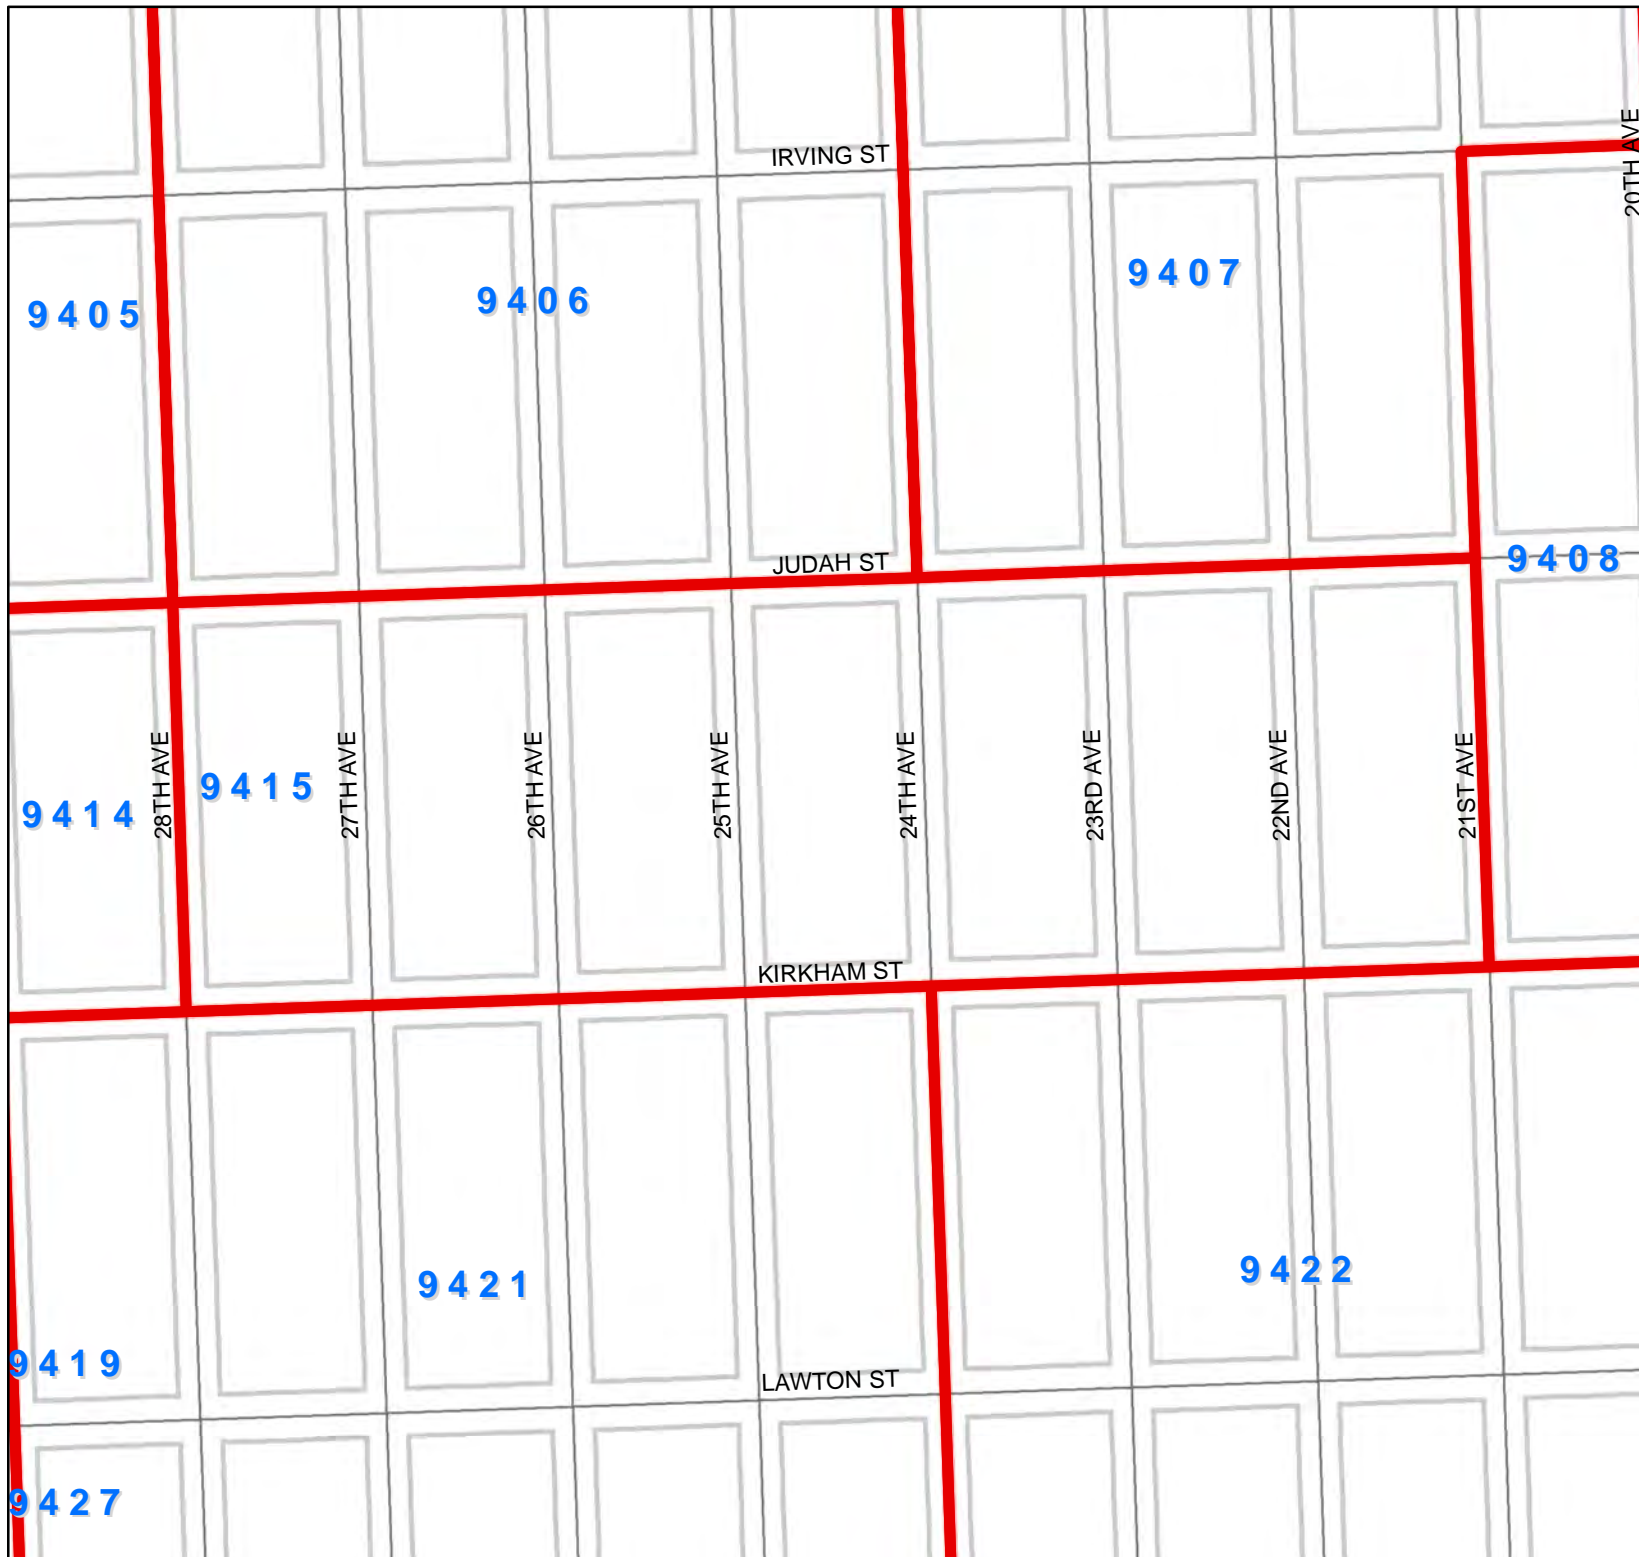 20TH AVE
IRVING ST
9407
9406
9405
JUDAH ST
9408
28TH AVE
27TH AVE
26TH AVE
25TH AVE
24TH AVE
23RD AVE
22ND AVE
21ST AVE
9415
9414
KIRKHAM ST
9422
9421
9419
LAWTON ST
9427